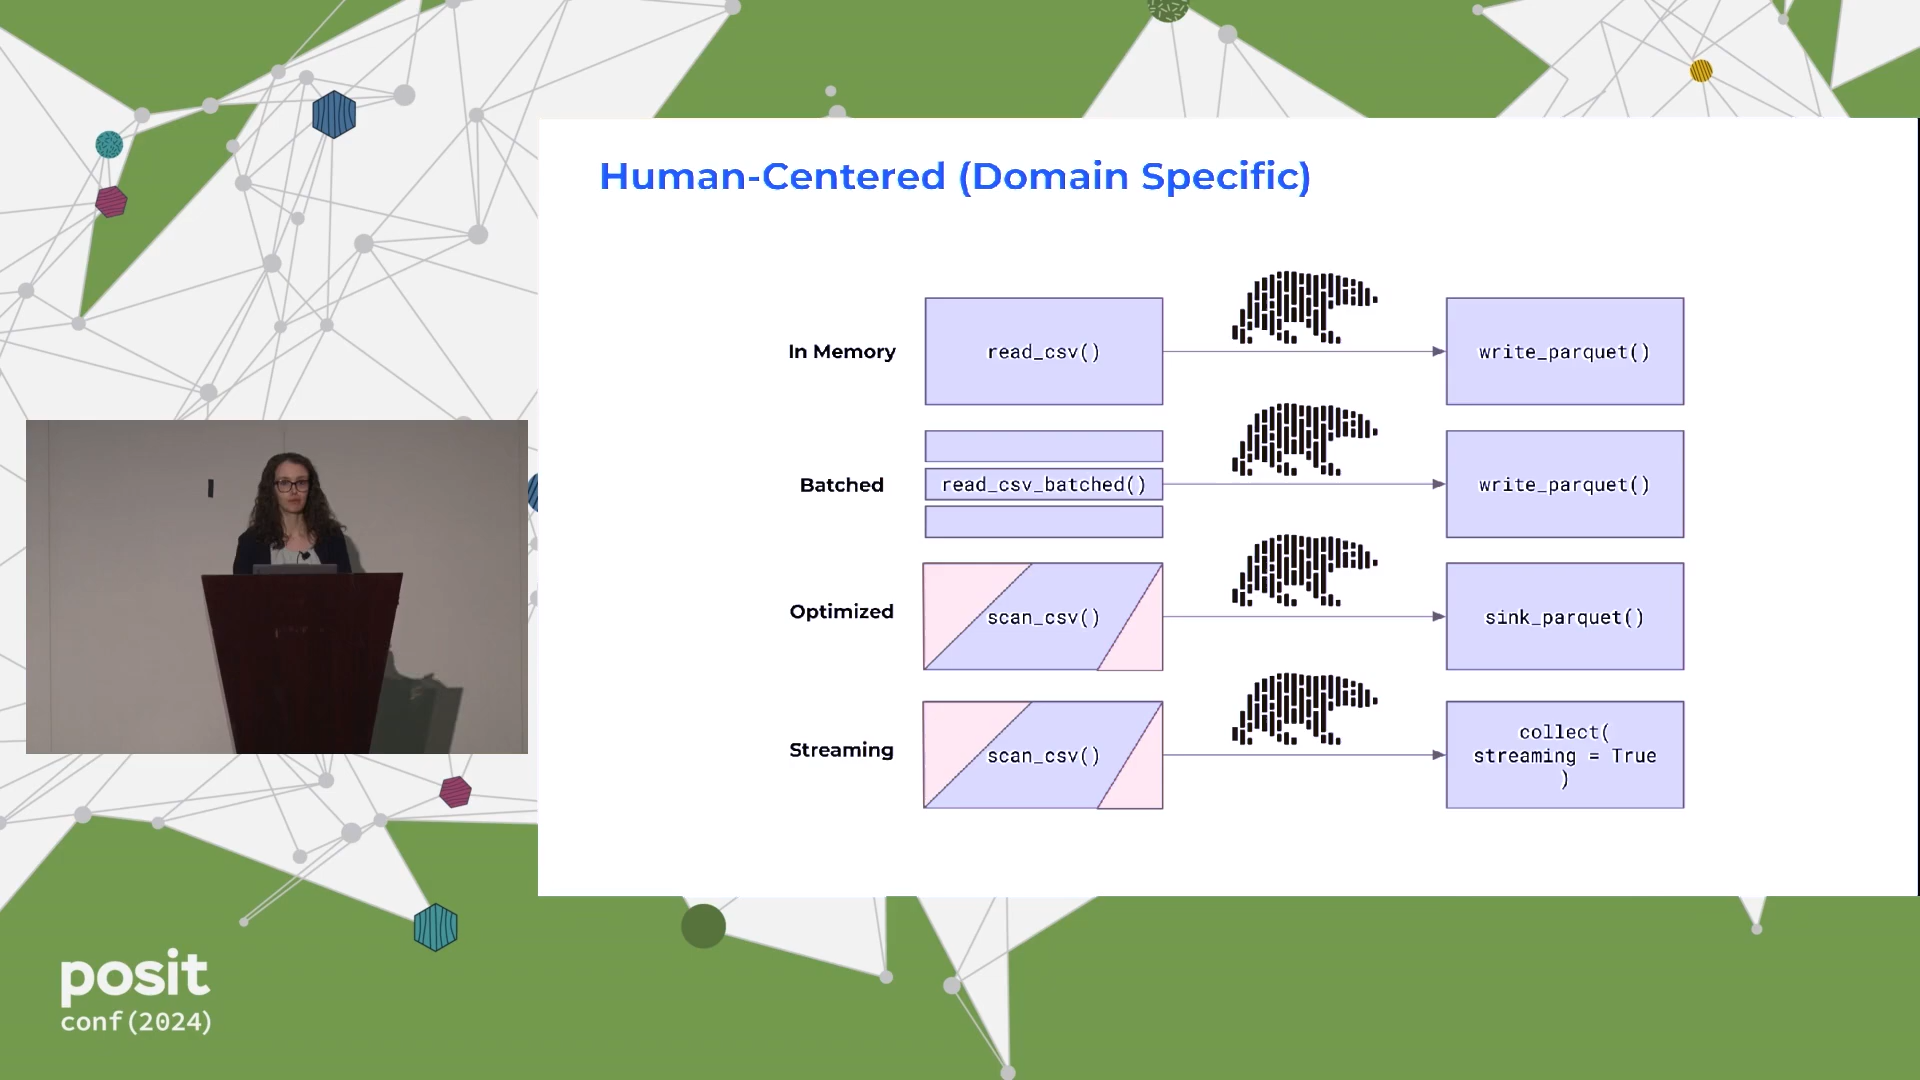 Human-Centered (Domain Specific)
In Memory
read_csv()
write_parquet()
Batched
read_csv_batched()
write_parquet()
Optimized
scan_csv()
sink_parquet()
Streaming
scan_csv()
collect(
streaming = True
)
posit
conf(2024)